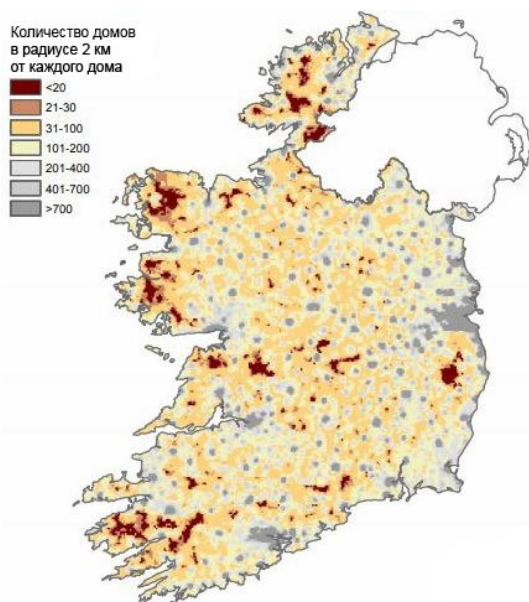 Количество домов
в радиусе 2 км
от каждого дома
<20
21-30
31-100
101-200
201-400
401-700
>700